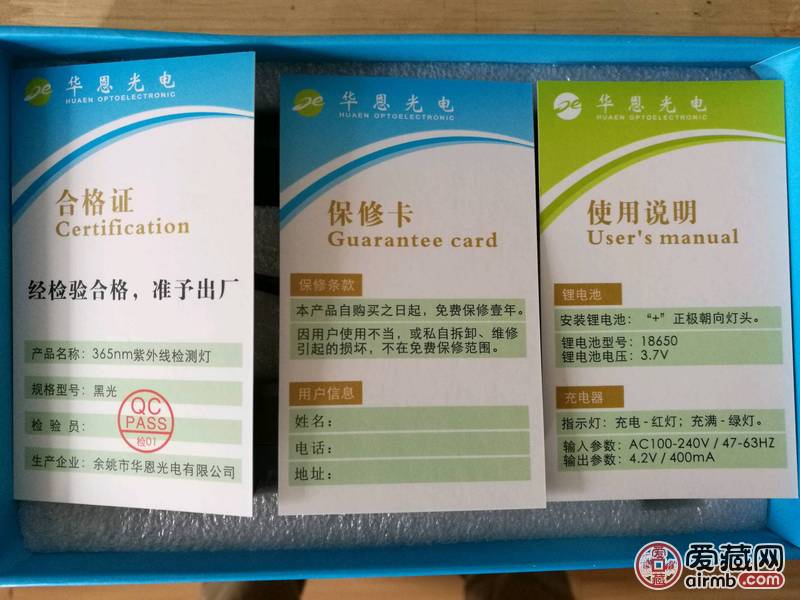 华恩光电
HUAEN OPTOELECTRONIC
合格证
Certification
经检验合格，准予出厂
产品名称：365nm紫外线检测灯
规格型号：黑光
检 验 员：
QC
PASS
检01
生产企业：余姚市华恩光电有限公司
华恩光电
HUAEN OPTOELECTRONIC
保修卡
Guarantee card
保修条款
本产品自购买之日起，免费保修壹年。
因用户使用不当，或私自拆卸、维修
引起的损坏，不在免费保修范围。
用户信息
姓名：
电话：
地址：
华恩光电
HUAEN OPTOELECTRONIC
使用说明
User's manual
锂电池
安装锂电池：“+”正极朝向灯头。
锂电池型号：18650
锂电池电压：3.7V
充电器
指示灯：充电-红灯；充满-绿灯。
输入参数：AC100-240V / 47-63HZ
输出参数：4.2V / 400mA
爱藏网
airmb.com